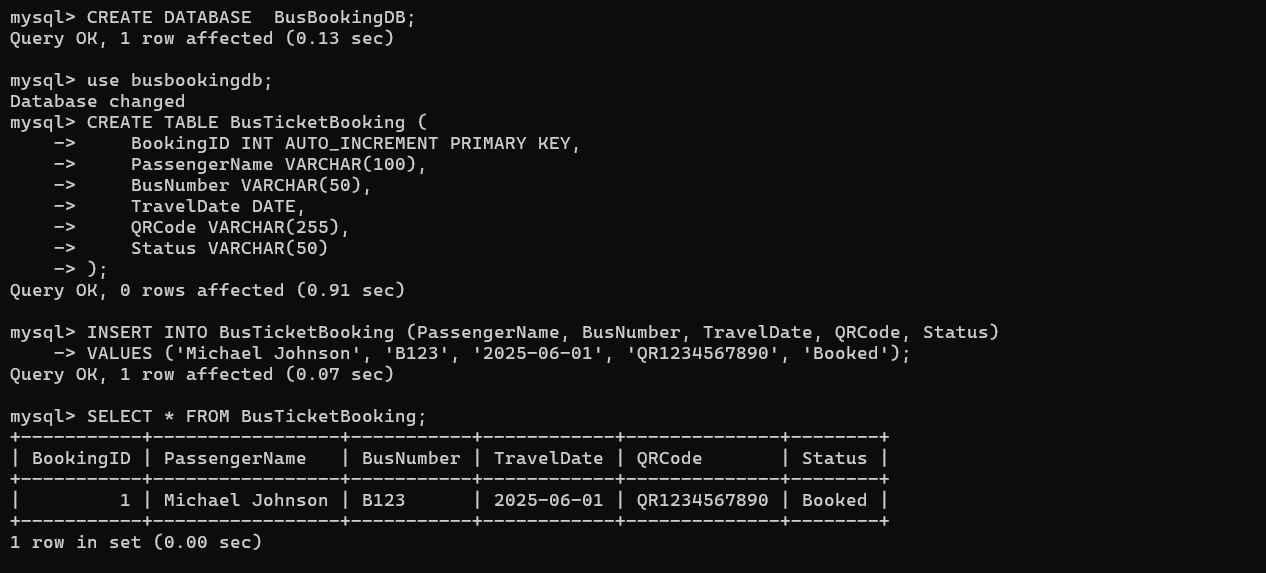 mysql> CREATE DATABASE  BusBookingDB;
Query OK, 1 row affected (0.13 sec)

mysql> use busbookingdb;
Database changed
mysql> CREATE TABLE BusTicketBooking (
    ->     BookingID INT AUTO_INCREMENT PRIMARY KEY,
    ->     PassengerName VARCHAR(100),
    ->     BusNumber VARCHAR(50),
    ->     TravelDate DATE,
    ->     QRCode VARCHAR(255),
    ->     Status VARCHAR(50)
    -> );
Query OK, 0 rows affected (0.91 sec)

mysql> INSERT INTO BusTicketBooking (PassengerName, BusNumber, TravelDate, QRCode, Status)
    -> VALUES ('Michael Johnson', 'B123', '2025-06-01', 'QR1234567890', 'Booked');
Query OK, 1 row affected (0.07 sec)

mysql> SELECT * FROM BusTicketBooking;
+-----------+-----------------+-----------+------------+--------------+--------+
| BookingID | PassengerName   | BusNumber | TravelDate | QRCode       | Status |
+-----------+-----------------+-----------+------------+--------------+--------+
|         1 | Michael Johnson | B123      | 2025-06-01 | QR1234567890 | Booked |
+-----------+-----------------+-----------+------------+--------------+--------+
1 row in set (0.00 sec)